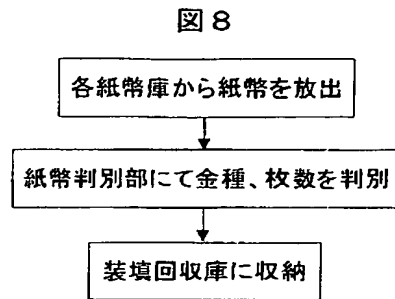 図8
各紙幣庫から紙幣を放出
紙幣判別部にて金種、枚数を判別
装填回収庫に収納